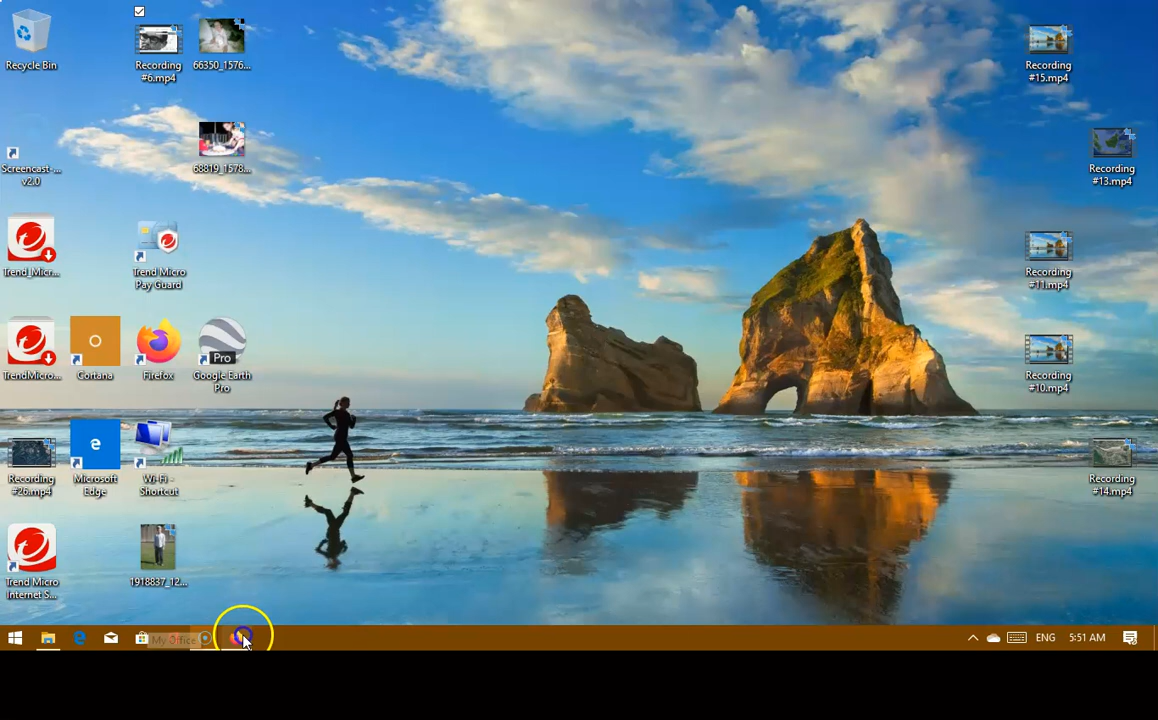 Recycle Bin
Recording
#6.mp4
66350_1576...
Recording
#15.mp4
Screencast-...
v2.0
68819_1578...
Recording
#13.mp4
Trend_Micr...
Trend Micro
Pay Guard
Recording
#11.mp4
TrendMicro...
Cortana
Firefox
Pro
Google Earth
Pro
Recording
#10.mp4
Recording
#26.mp4
Microsoft
Edge
Wi-Fi -
Shortcut
Recording
#14.mp4
Trend Micro
Internet S...
1918837_12...
My Office
ENG
5:51 AM